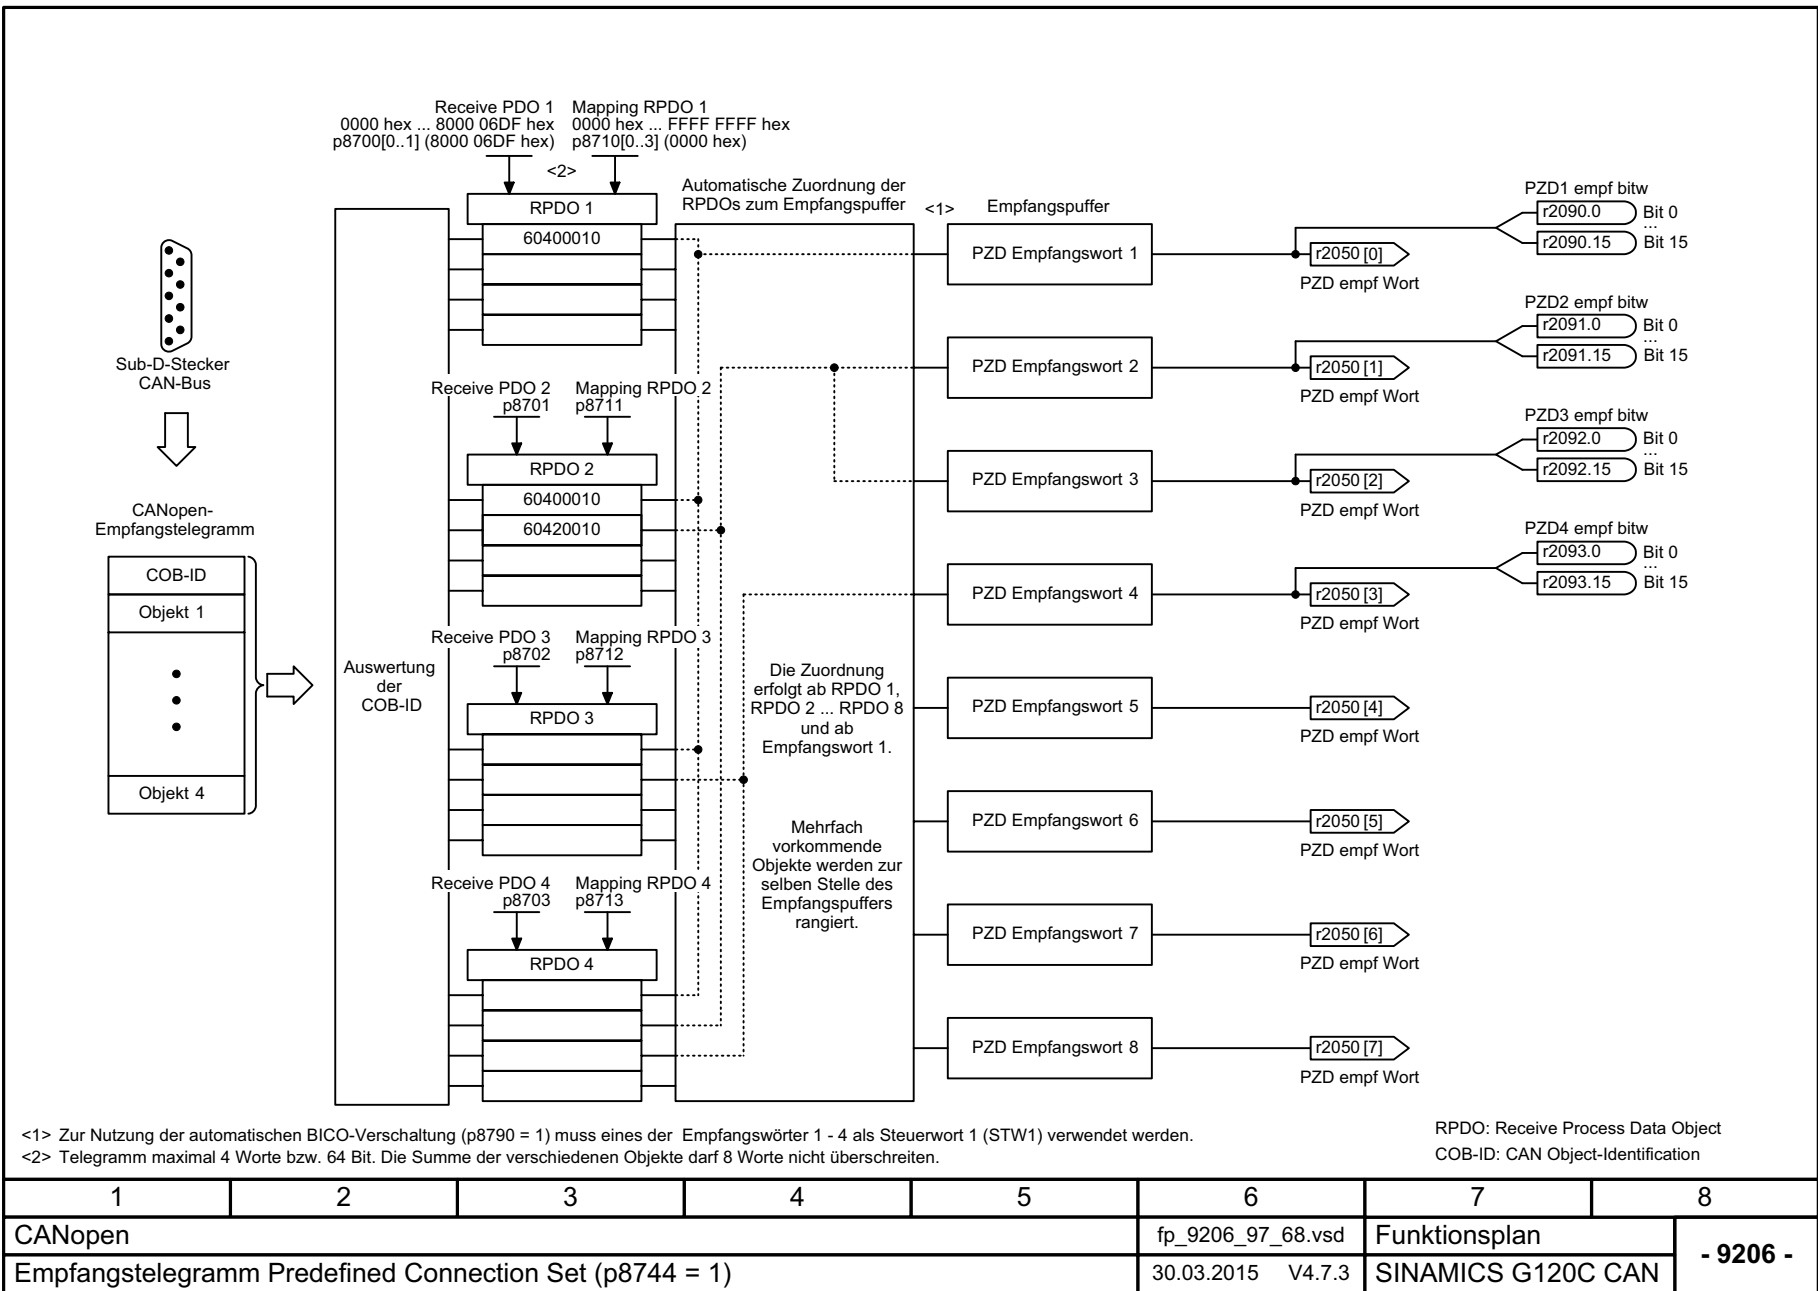 Receive PDO 1
0000 hex ... 8000 06DF hex
p8700[0..1] (8000 06DF hex)
Mapping RPDO 1
0000 hex ... FFFF FFFF hex
p8710[0..3] (0000 hex)
<2>
RPDO 1
60400010
Receive PDO 2
p8701
Mapping RPDO 2
p8711
RPDO 2
60400010
60420010
Receive PDO 3
p8702
Mapping RPDO 3
p8712
RPDO 3
Receive PDO 4
p8703
Mapping RPDO 4
p8713
RPDO 4
Sub-D-Stecker
CAN-Bus
CANopen-
Empfangstelegramm
COB-ID
Objekt 1
Objekt 4
Auswertung
der
COB-ID
Automatische Zuordnung der
RPDOs zum Empfangspuffer
Die Zuordnung
erfolgt ab RPDO 1,
RPDO 2 ... RPDO 8
und ab
Empfangswort 1.
Mehrfach
vorkommende
Objekte werden zur
selben Stelle des
Empfangspuffers
rangiert.
<1>
Empfangspuffer
PZD Empfangswort 1
PZD Empfangswort 2
PZD Empfangswort 3
PZD Empfangswort 4
PZD Empfangswort 5
PZD Empfangswort 6
PZD Empfangswort 7
PZD Empfangswort 8
r2050 [0]
PZD empf Wort
r2050 [1]
PZD empf Wort
r2050 [2]
PZD empf Wort
r2050 [3]
PZD empf Wort
r2050 [4]
PZD empf Wort
r2050 [5]
PZD empf Wort
r2050 [6]
PZD empf Wort
r2050 [7]
PZD empf Wort
PZD1 empf bitw
r2090.0 Bit 0
...
r2090.15 Bit 15
PZD2 empf bitw
r2091.0 Bit 0
...
r2091.15 Bit 15
PZD3 empf bitw
r2092.0 Bit 0
...
r2092.15 Bit 15
PZD4 empf bitw
r2093.0 Bit 0
...
r2093.15 Bit 15
<1> Zur Nutzung der automatischen BICO-Verschaltung (p8790 = 1) muss eines der Empfangswörter 1 - 4 als Steuerwort 1 (STW1) verwendet werden.
<2> Telegramm maximal 4 Worte bzw. 64 Bit. Die Summe der verschiedenen Objekte darf 8 Worte nicht überschreiten.
RPDO: Receive Process Data Object
COB-ID: CAN Object-Identification
1 2 3 4 5 6 7 8
CANopen
fp_9206_97_68.vsd
Funktionsplan
- 9206 -
Empfangstelegramm Predefined Connection Set (p8744 = 1)
30.03.2015 V4.7.3
SINAMICS G120C CAN